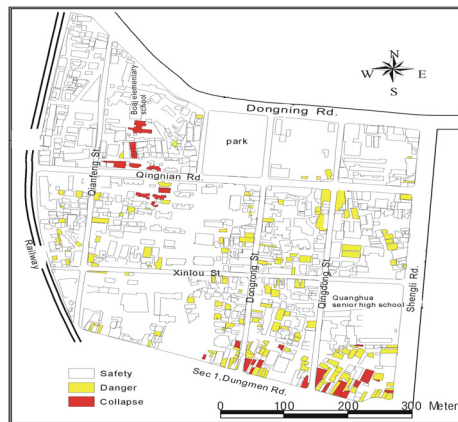 N
W E
S
Dongning Rd.
park
Boaj elementary
school
Qianfeng St.
Qingnian Rd.
Railway
Xinlou St
Dongrong St.
Qingdong St.
Shengli Rd.
Quanghua
senior high school
Sec 1,Dungmen Rd.
Safety
Danger
Collapse
0 100 200 300 Meter